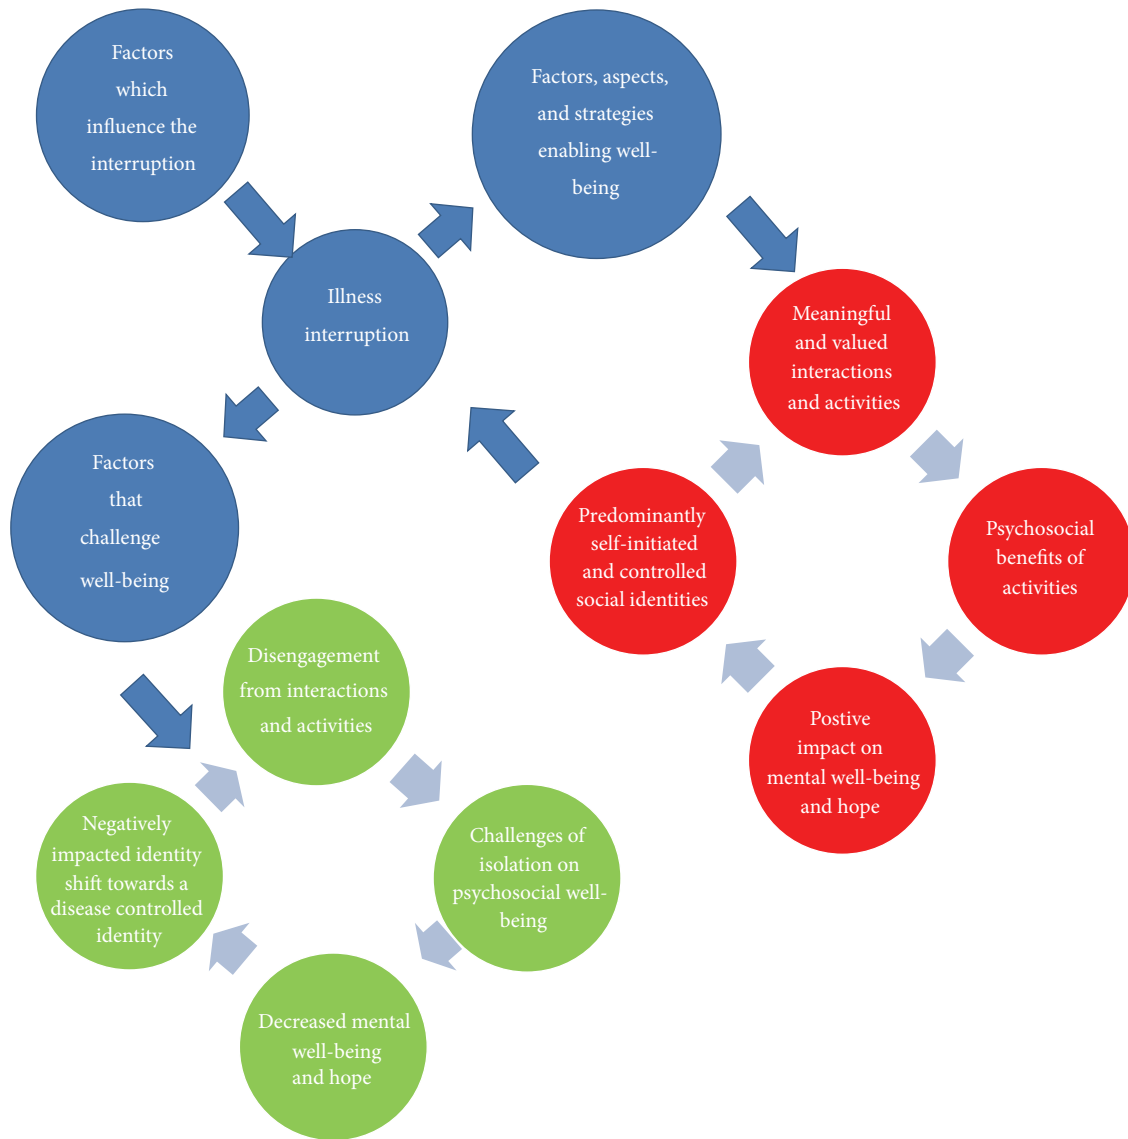 Factors
which
influence the
interruption
Factors, aspects,
and strategies
enabling well-
being
Illness
interruption
Meaningful
and valued
interactions
and activities
Factors
that
challenge
well-being
Predominantly
self-initiated
and controlled
social identities
Psychosocial
benefits of
activities
Disengagement
from interactions
and activities
Postive
impact on
mental well-being
and hope
Negatively
impacted identity
shift towards a
disease controlled
identity
Challenges of
isolation on
psychosocial well-
being
Decreased mental
well-being
and hope